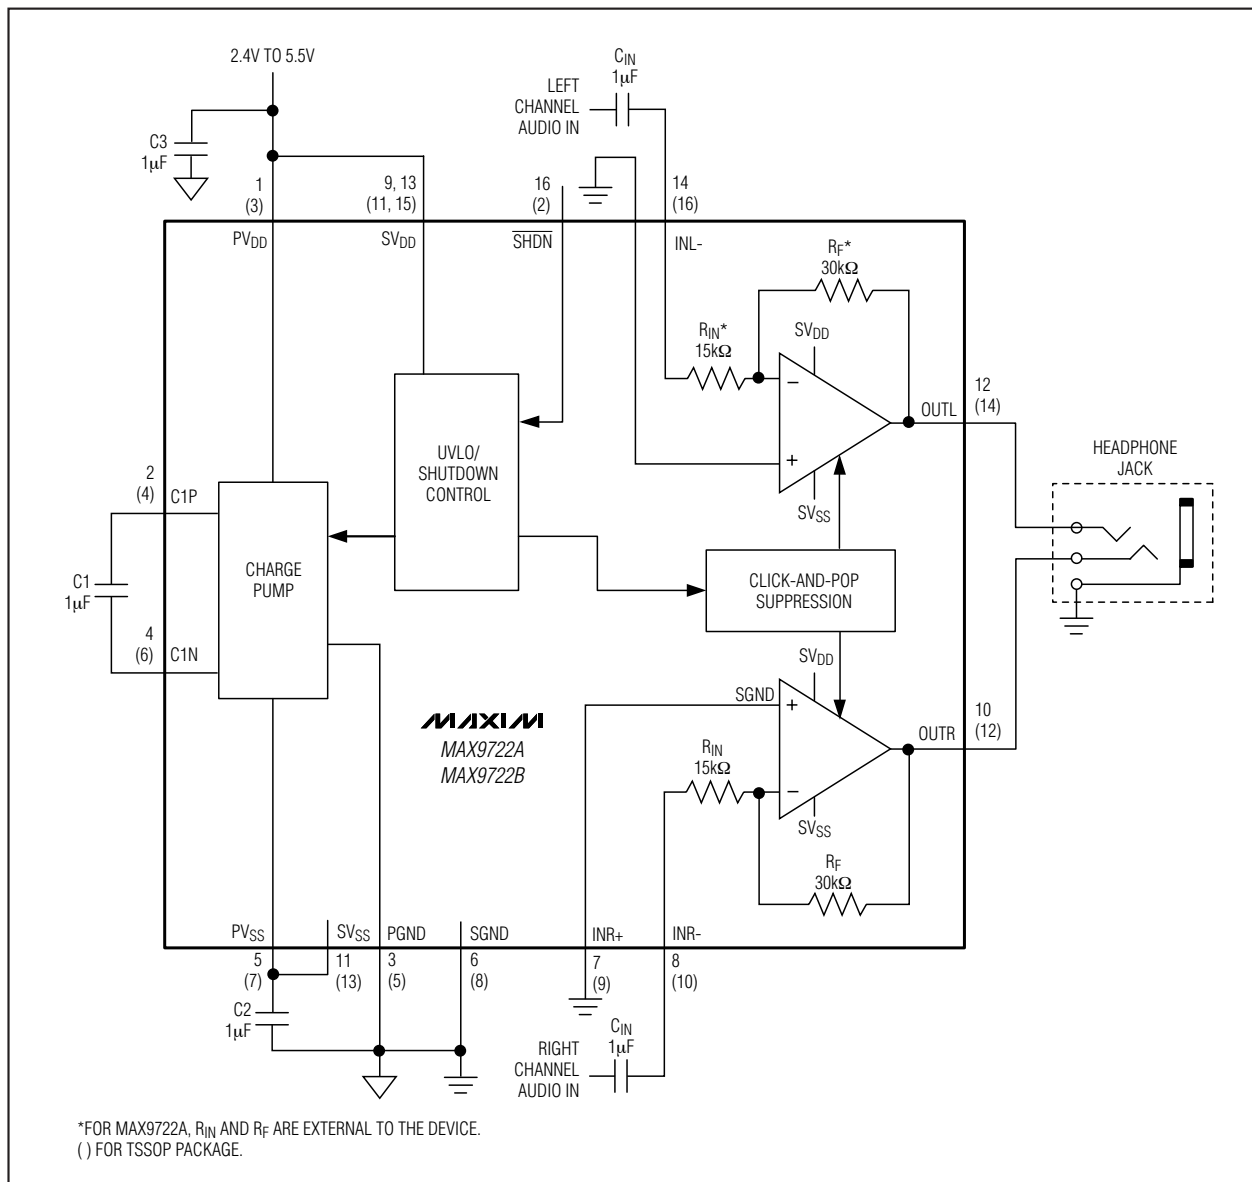 2.4V TO 5.5V
C3
1µF
LEFT
CHANNEL
AUDIO IN
CIN
1µF
1
(3)
9, 13
(11, 15)
16
(2)
14
(16)
PVDD
SVDD
SHDN
INL-
RF*
30kΩ
RIN*
15kΩ
SVDD
−
+
SVSS
OUTL
12
(14)
HEADPHONE
JACK
UVLO/
SHUTDOWN
CONTROL
2
(4)
C1P
CHARGE
PUMP
C1
1µF
4
(6)
C1N
CLICK-AND-POP
SUPPRESSION
SVDD
SGND
+
−
SVSS
OUTR
10
(12)
MAXIM
MAX9722A
MAX9722B
RIN
15kΩ
RF
30kΩ
PVSS
SVSS
PGND
SGND
INR+
INR-
5
(7)
11
(13)
3
(5)
6
(8)
7
(9)
8
(10)
C2
1µF
RIGHT
CHANNEL
AUDIO IN
CIN
1µF
*FOR MAX9722A, RIN AND RF ARE EXTERNAL TO THE DEVICE.
( ) FOR TSSOP PACKAGE.